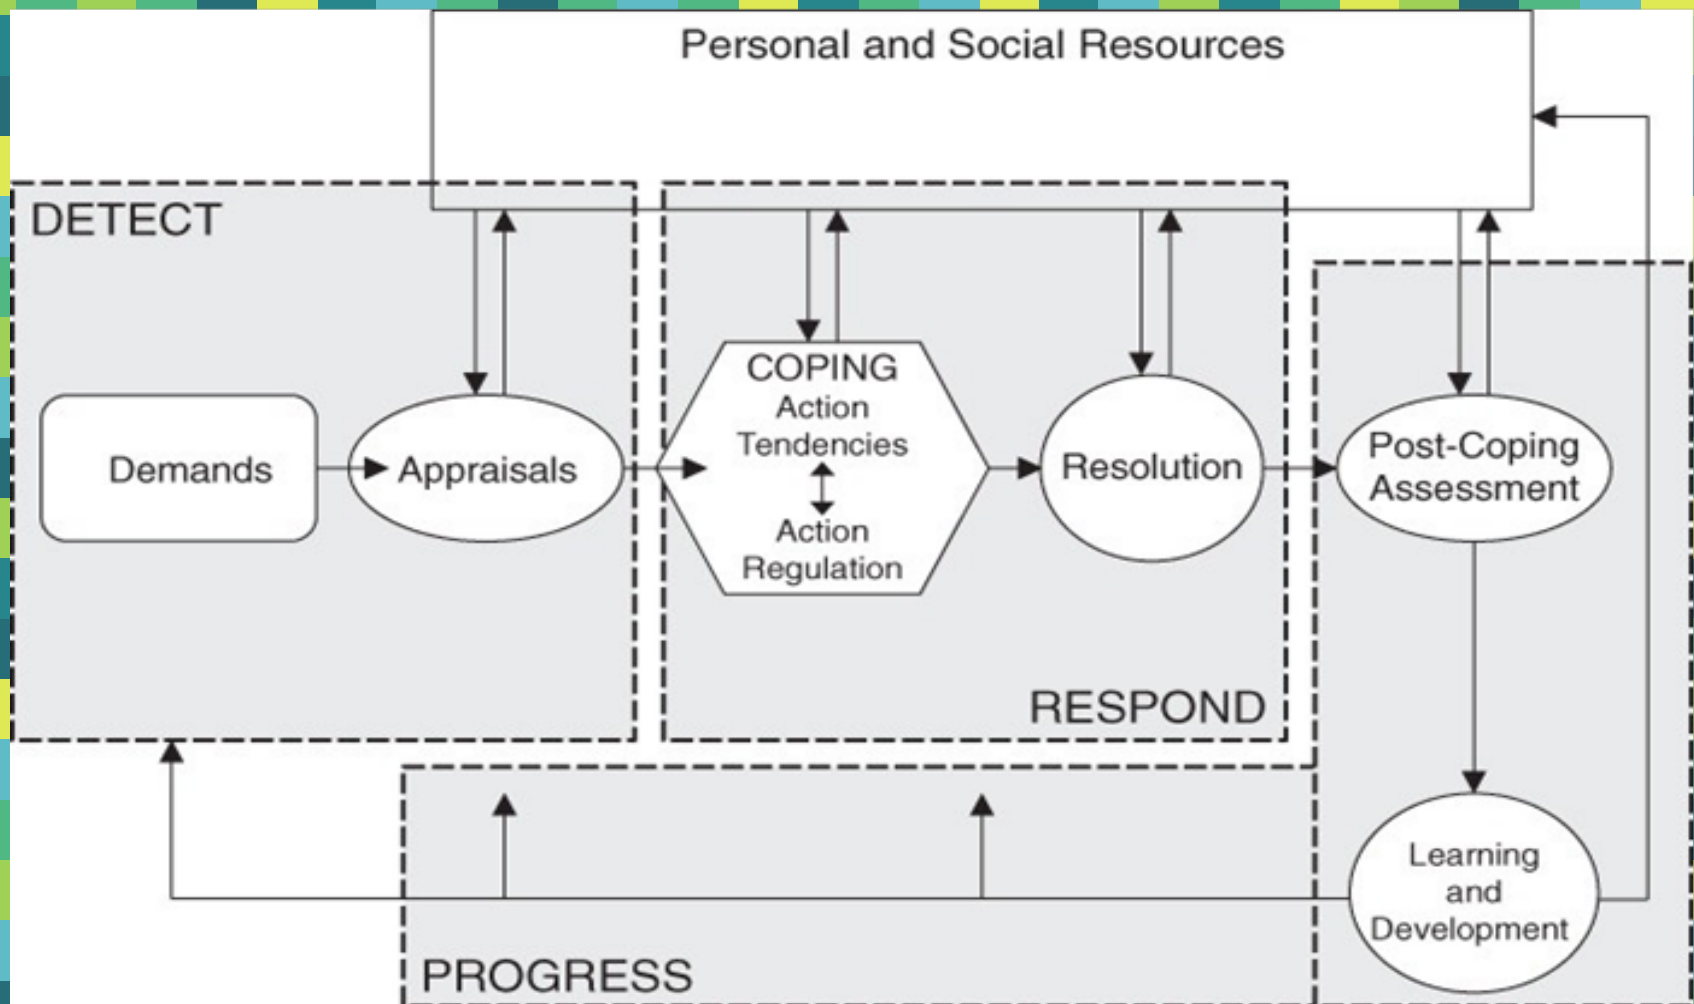 Personal and Social Resources
DETECT
Demands
Appraisals
COPING
Action
Tendencies
Action
Regulation
Resolution
RESPOND
Post-Coping
Assessment
Learning
and
Development
PROGRESS